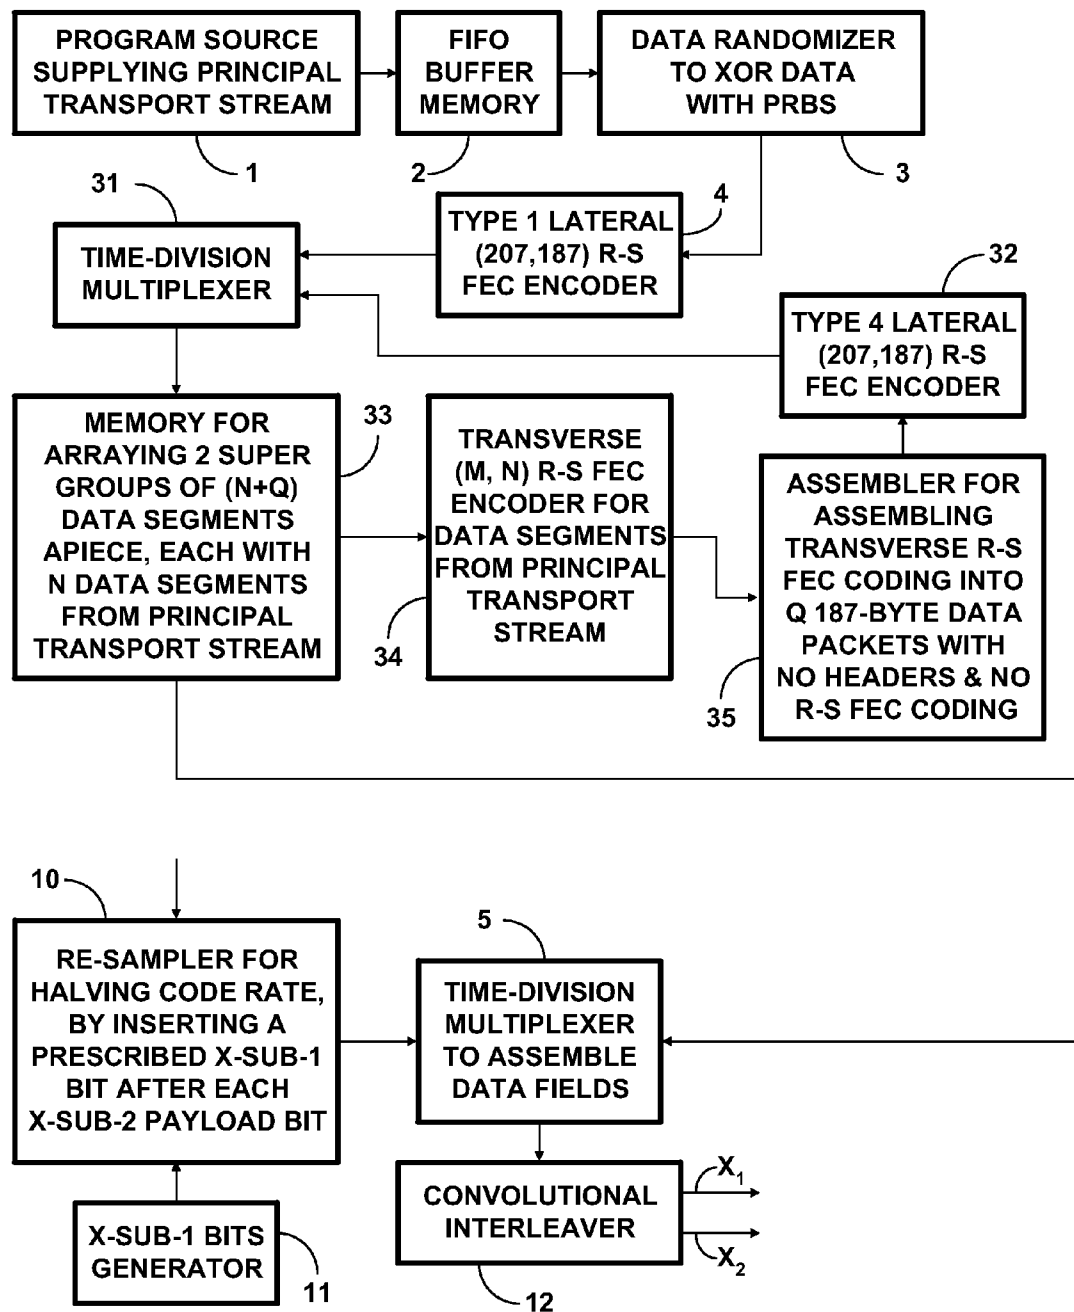 PROGRAM SOURCE
SUPPLYING PRINCIPAL
TRANSPORT STREAM
1
FIFO
BUFFER
MEMORY
2
DATA RANDOMIZER
TO XOR DATA
WITH PRBS
3
31
TIME-DIVISION
MULTIPLEXER
4
TYPE 1 LATERAL
(207,187) R-S
FEC ENCODER
32
TYPE 4 LATERAL
(207,187) R-S
FEC ENCODER
MEMORY FOR
ARRAYING 2 SUPER
GROUPS OF (N+Q)
DATA SEGMENTS
APIECE, EACH WITH
N DATA SEGMENTS
FROM PRINCIPAL
TRANSPORT STREAM
33
TRANSVERSE
(M, N) R-S FEC
ENCODER FOR
DATA SEGMENTS
FROM PRINCIPAL
TRANSPORT
STREAM
34
ASSEMBLER FOR
ASSEMBLING
TRANSVERSE R-S
FEC CODING INTO
Q 187-BYTE DATA
PACKETS WITH
NO HEADERS & NO
R-S FEC CODING
35
10
RE-SAMPLER FOR
HALVING CODE RATE,
BY INSERTING A
PRESCRIBED X-SUB-1
BIT AFTER EACH
X-SUB-2 PAYLOAD BIT
5
TIME-DIVISION
MULTIPLEXER
TO ASSEMBLE
DATA FIELDS
X-SUB-1 BITS
GENERATOR
11
CONVOLUTIONAL
INTERLEAVER
12
X1
X2